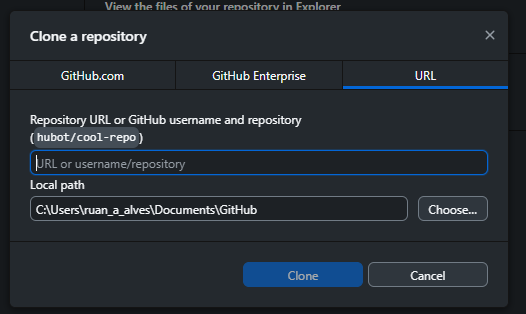 View the files of your repository in Explorer
Clone a repository
GitHub.com
GitHub Enterprise
URL
Repository URL or GitHub username and repository
(hubot/cool-repo)
URL or username/repository
Local path
C:\Users\ruan_a_alves\Documents\GitHub
Choose...
Clone
Cancel